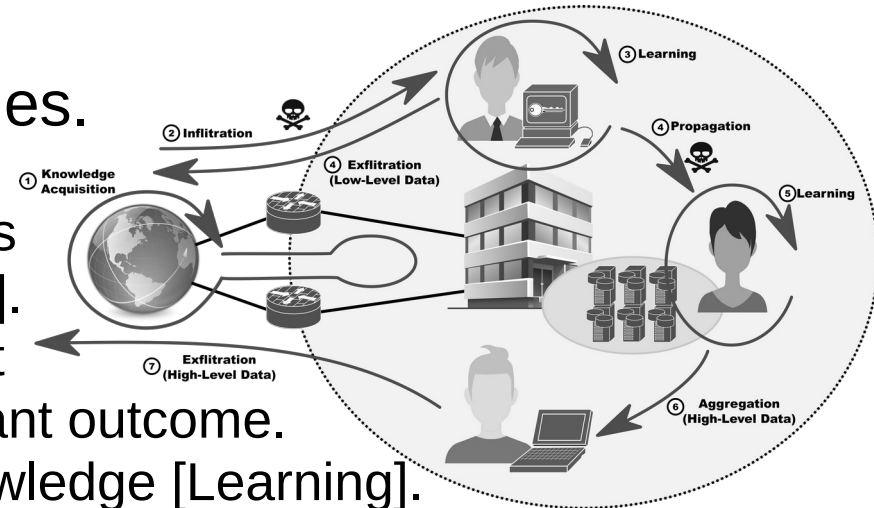 es.
③ Learning
② Inflitration
④ Propagation
④ Exflitration
(Low-Level Data)
① Knowledge
Acquisition
⑤ Learning
s
].
t
⑦ Exflitration
(High-Level Data)
ant outcome.
⑥ Aggregation
(High-Level Data)
wledge [Learning].